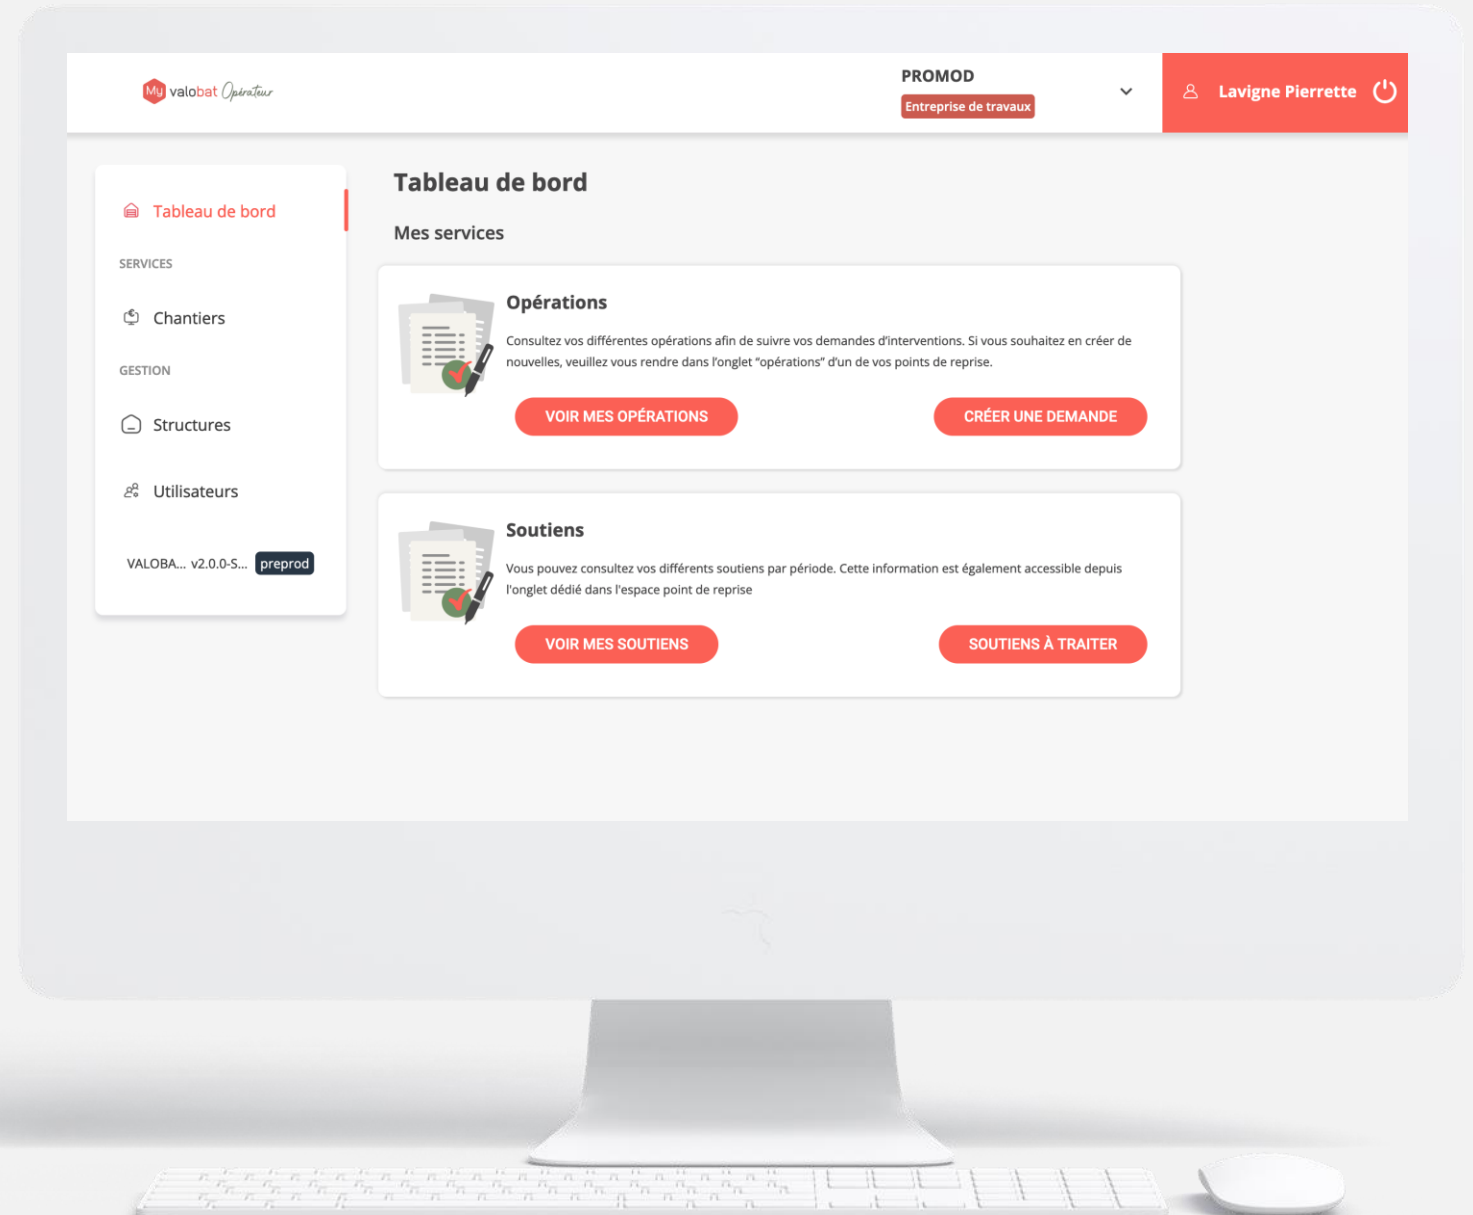 My valobat Opérateur
PROMOD
Entreprise de travaux
Lavigne Pierrette
Tableau de bord
SERVICES
Chantiers
GESTION
Structures
Utilisateurs
VALOBA... v2.0.0-S... preprod
Tableau de bord
Mes services
Opérations
Consultez vos différentes opérations afin de suivre vos demandes d'interventions. Si vous souhaitez en créer de
nouvelles, veuillez vous rendre dans l'onglet “opérations” d'un de vos points de reprise.
VOIR MES OPÉRATIONS
CRÉER UNE DEMANDE
Soutiens
Vous pouvez consultez vos différents soutiens par période. Cette information est également accessible depuis
l'onglet dédié dans l'espace point de reprise
VOIR MES SOUTIENS
SOUTIENS À TRAITER